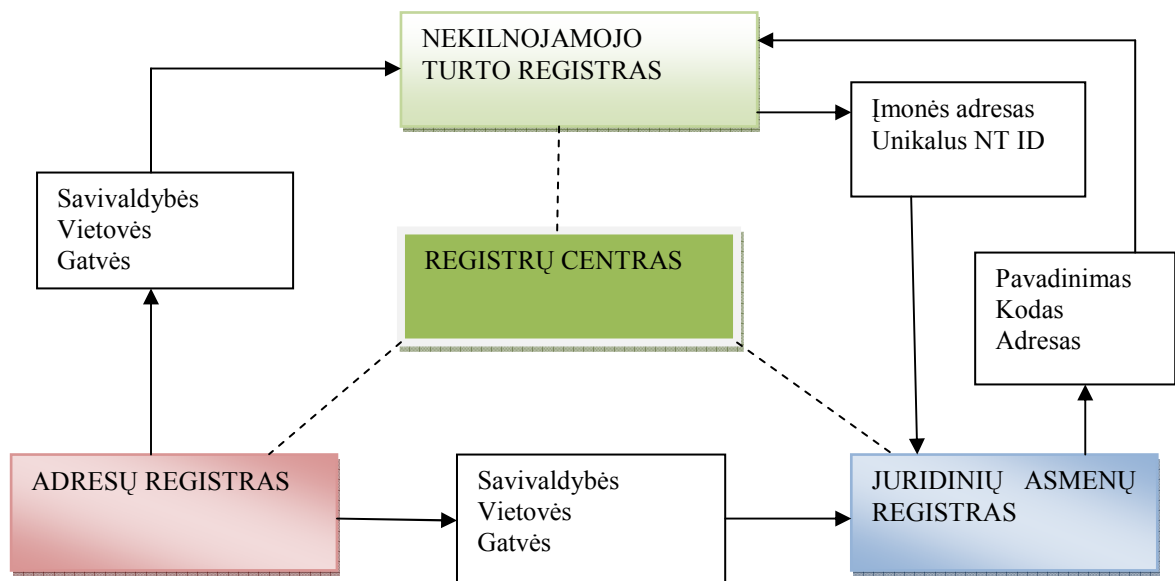 NEKILNOJAMOJO
TURTO REGISTRAS
Įmonės adresas
Unikalus NT ID
Savivaldybės
Vietovės
Gatvės
REGISTRŲ CENTRAS
Pavadinimas
Kodas
Adresas
ADRESŲ REGISTRAS
Savivaldybės
Vietovės
Gatvės
JURIDINIŲ ASMENŲ
REGISTRAS